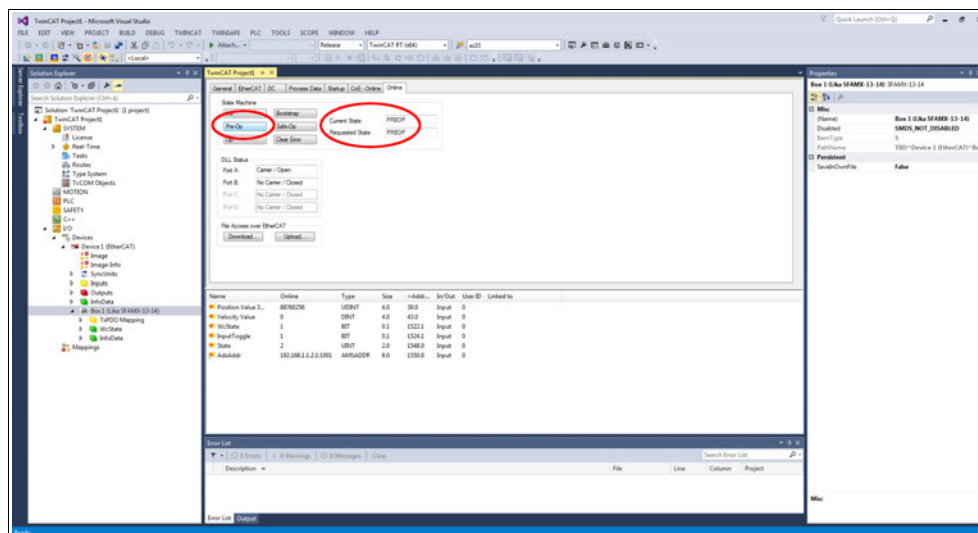 TwinCAT Project1 - Microsoft Visual Studio
Quick Launch (Ctrl+Q)
FILE EDIT VIEW PROJECT BUILD DEBUG TWINCAT TWINSAFE PLC TOOLS SCOPE WINDOW HELP
Attach... Release TwinCAT RT (x64)
<Local>
Server Explorer
Toolbox
Solution Explorer
Search Solution Explorer (Ctrl+è)
Solution 'TwinCAT Project1' (1 project)
TwinCAT Project1
SYSTEM
License
Real-Time
Tasks
Routes
Type System
TcCOM Objects
MOTION
PLC
SAFETY
C++
I/O
Devices
Device 1 (EtherCAT)
Image
Image-Info
SyncUnits
Inputs
Outputs
InfoData
Box 1 (Lika SFAMX-13-14)
TxPDO Mapping
WcState
InfoData
Mappings
TwinCAT Project1
General EtherCAT DC Process Data Startup CoE - Online Online
State Machine
Bootstrap
Pre-Op Safe-Op
Clear Error
Current State: PREOP
Requested State: PREOP
DLL Status
Port A: Carrier / Open
Port B: No Carrier / Closed
Port C: No Carrier / Closed
Port D: No Carrier / Closed
File Access over EtherCAT
Download... Upload...
Name Online Type Size >Addr... In/Out User ID Linked to
Position Value S... 88760256 UDINT 4.0 39.0 Input 0
Velocity Value 0 DINT 4.0 43.0 Input 0
WcState 1 BIT 0.1 1522.1 Input 0
InputToggle 1 BIT 0.1 1524.1 Input 0
State 2 UINT 2.0 1548.0 Input 0
AdsAddr 192.168.1.1.2.1:1001 AMSADDR 8.0 1550.0 Input 0
Error List
0 Errors 0 Warnings 0 Messages Clear
Search Error List
Description File Line Column Project
Error List Output
Properties
Box 1 (Lika SFAMX-13-14) SFAMX-13-14
Misc
(Name) Box 1 (Lika SFAMX-13-14)
Disabled SMDS_NOT_DISABLED
ItemType 5
PathName TIID^Device 1 (EtherCAT)^Bo
Persistent
SaveInOwnFile False
Misc
Ready